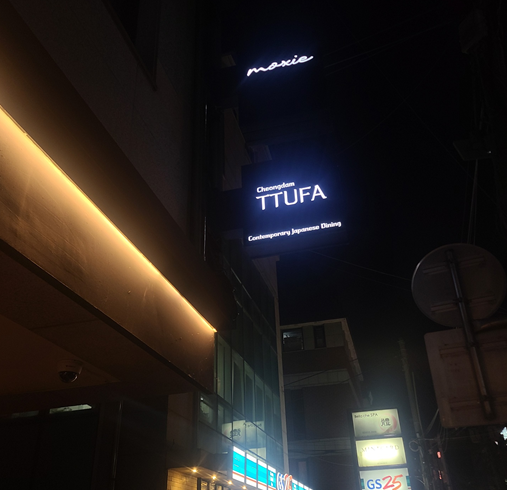 moxie
Cheongdam
TTUFA
Contemporary Japanese Dining
GS25